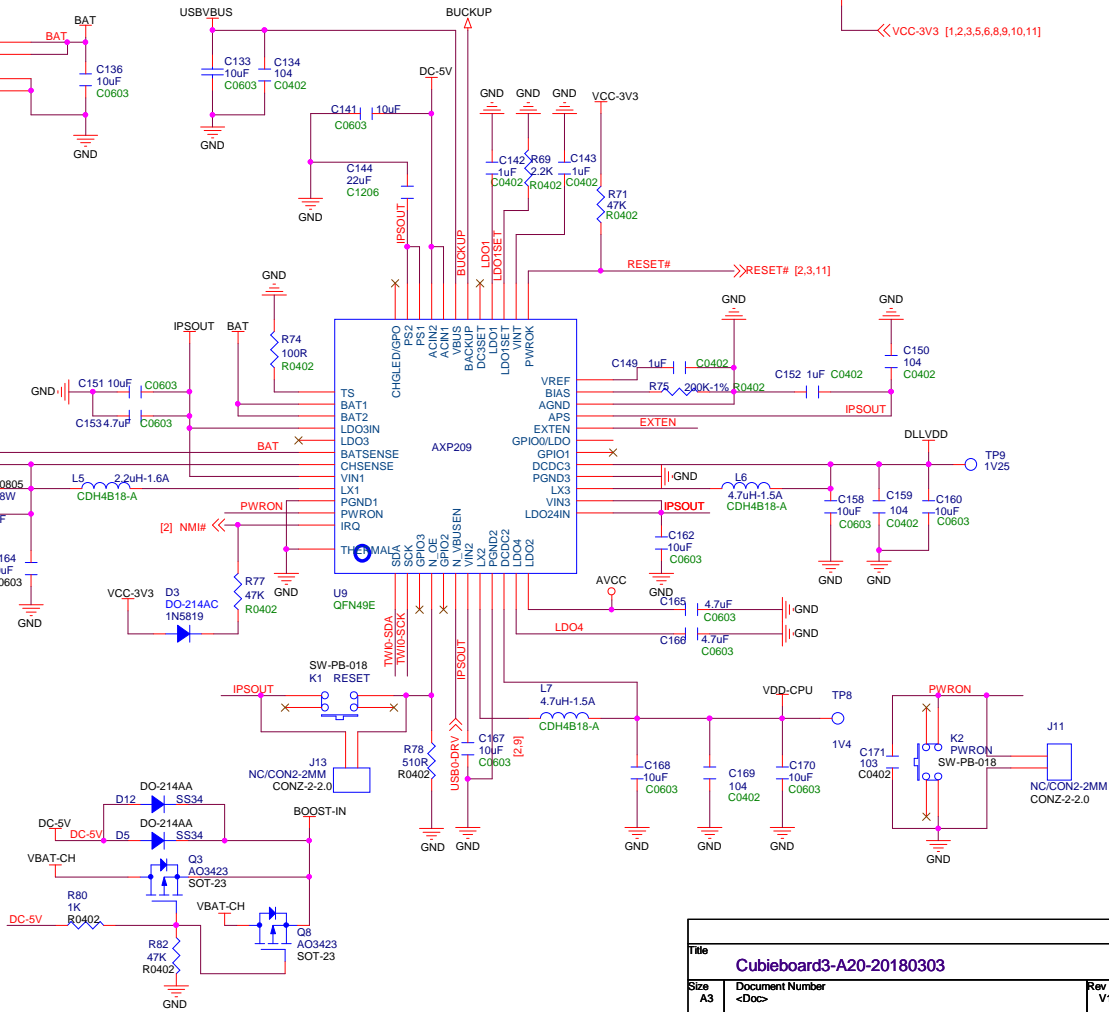 BAT
BAT
C136
10uF
C0603
GND
USBVBUS
C133
10uF
C0603
C134
104
C0402
GND
BUCKUP
DC-5V
C141 10uF
C0603
C144
22uF
C1206
GND
IPSOUT
BUCKUP
GND GND GND
VCC-3V3
C142
1uF
C0402
R69
2.2K
R0402
C143
1uF
C0402
R71
47K
R0402
LDO1
LDO1SET
RESET#
RESET# [2,3,11]
VCC-3V3 [1,2,3,5,6,8,9,10,11]
GND
IPSOUT BAT
R74
100R
R0402
GND
C151 10uF C0603
C153 4.7uF C0603
BAT
0805
8W
F
L5 2.2uH-1.6A
CDH4B18-A
PWRON
[2] NMI#
C0603
GND
VCC-3V3
D3
DO-214AC
1N5819
R77
47K
R0402
GND
CHGLED/GPO
PS2
PS1
ACIN2
ACIN1
VBUS
BACKUP
DC3SET
LDO1
LDO1SET
VINT
PWROK
TS
BAT1
BAT2
LDO3IN
LDO3
BATSENSE
CHSENSE
VIN1
LX1
PGND1
PWRON
IRQ
THERMAL
AXP209
VREF
BIAS
AGND
APS
EXTEN
GPIO0/LDO
GPIO1
DCDC3
PGND3
LX3
VIN3
LDO24IN
SDA
SCK
GPIO3
N_OE
GPIO2
N_VBUSEN
VIN2
LX2
PGND2
DCDC2
LDO4
LDO2
U9
QFN49E
GND
GND
C149 1uF C0402
R75 200K-1% R0402
C152 1uF C0402
C150
104
C0402
IPSOUT
EXTEN
DLLVDD
TP9
1V25
GND
L6
4.7uH-1.5A
CDH4B18-A
C158
10uF
C0603
C159
104
C0402
C160
10uF
C0603
GND GND
IPSOUT
C162
10uF
C0603
GND
AVCC
C165 4.7uF
C0603
GND
LDO4
C166 4.7uF
C0603
GND
TWI0-SDA
TWI0-SCK
IPSOUT
SW-PB-018
K1 RESET
IPSOUT
J13
NC/CON2-2MM
CONZ-2-2.0
R78
510R
R0402
USB0-DRV
[2,9]
C167
10uF
C0603
GND GND
L7
4.7uH-1.5A
CDH4B18-A
VDD-CPU
TP8
1V4
C168
10uF
C0603
C169
104
C0402
C170
10uF
C0603
GND GND GND
PWRON
C171
103
C0402
K2
PWRON
SW-PB-018
J11
NC/CON2-2MM
CONZ-2-2.0
GND
DO-214AA
D12 SS34
DO-214AA
DC-5V
DC-5V D5 SS34
BOOST-IN
VBAT-CH
Q3
AO3423
SOT-23
R80
1K
R0402
DC-5V
VBAT-CH
Q8
AO3423
SOT-23
R82
47K
R0402
GND
Title
Cubieboard3-A20-20180303
Size
A3
Document Number
<Doc>
Rev